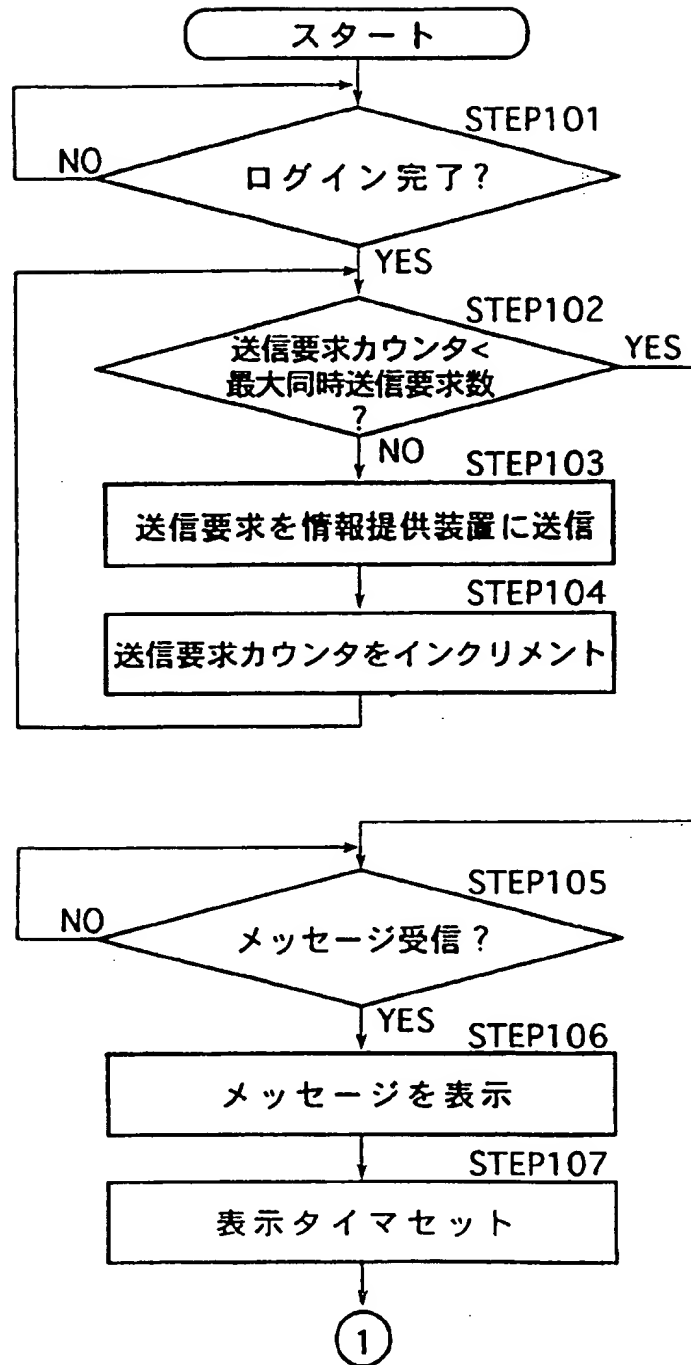 スタート
STEP101
NO
ログイン完了?
YES
STEP102
送信要求カウンタ<
最大同時送信要求数
?
YES
NO
STEP103
送信要求を情報提供装置に送信
STEP104
送信要求カウンタをインクリメント
STEP105
NO
メッセージ受信?
YES
STEP106
メッセージを表示
STEP107
表示タイマセット
1